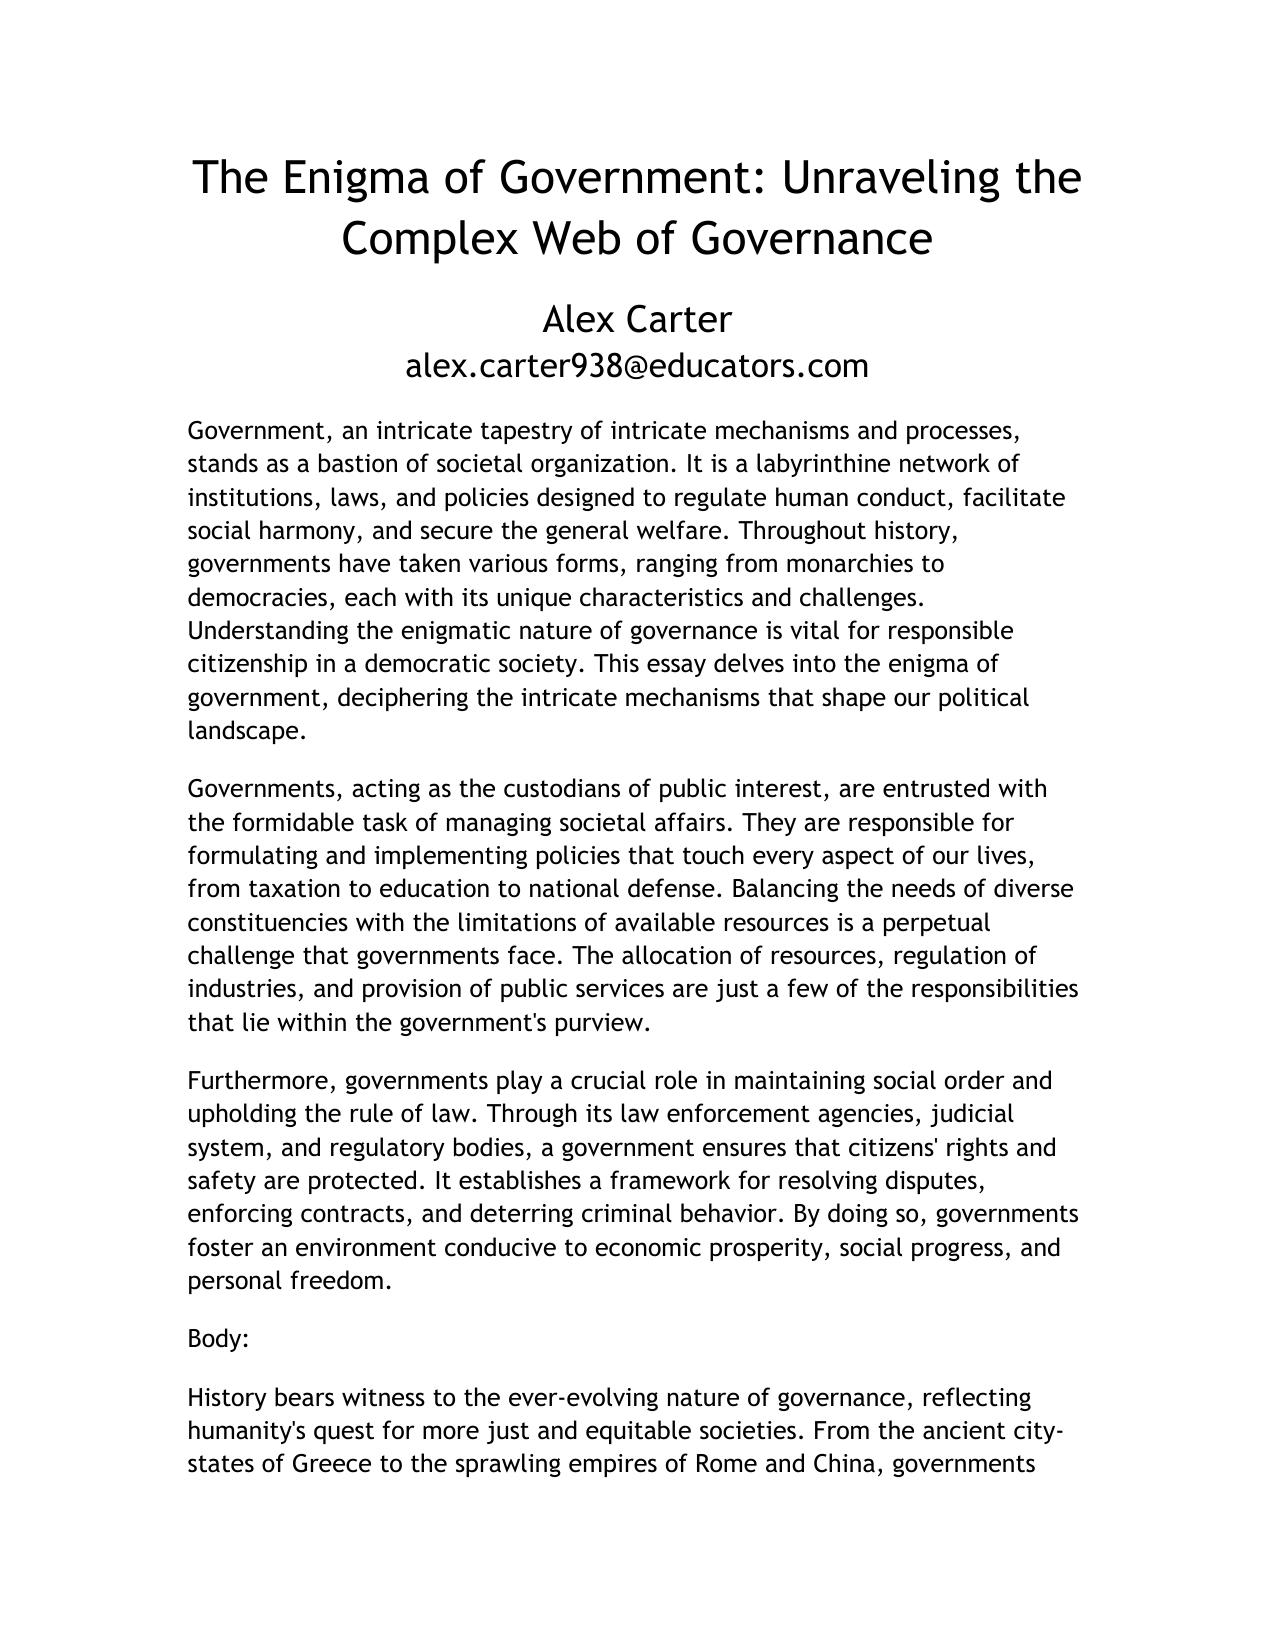 The Enigma of Government: Unraveling the
Complex Web of Governance
Alex Carter
alex.carter938@educators.com
Government, an intricate tapestry of intricate mechanisms and processes,
stands as a bastion of societal organization. It is a labyrinthine network of
institutions, laws, and policies designed to regulate human conduct, facilitate
social harmony, and secure the general welfare. Throughout history,
governments have taken various forms, ranging from monarchies to
democracies, each with its unique characteristics and challenges.
Understanding the enigmatic nature of governance is vital for responsible
citizenship in a democratic society. This essay delves into the enigma of
government, deciphering the intricate mechanisms that shape our political
landscape.
Governments, acting as the custodians of public interest, are entrusted with
the formidable task of managing societal affairs. They are responsible for
formulating and implementing policies that touch every aspect of our lives,
from taxation to education to national defense. Balancing the needs of diverse
constituencies with the limitations of available resources is a perpetual
challenge that governments face. The allocation of resources, regulation of
industries, and provision of public services are just a few of the responsibilities
that lie within the government's purview.
Furthermore, governments play a crucial role in maintaining social order and
upholding the rule of law. Through its law enforcement agencies, judicial
system, and regulatory bodies, a government ensures that citizens' rights and
safety are protected. It establishes a framework for resolving disputes,
enforcing contracts, and deterring criminal behavior. By doing so, governments
foster an environment conducive to economic prosperity, social progress, and
personal freedom.
Body:
History bears witness to the ever-evolving nature of governance, reflecting
humanity's quest for more just and equitable societies. From the ancient city-
states of Greece to the sprawling empires of Rome and China, governments